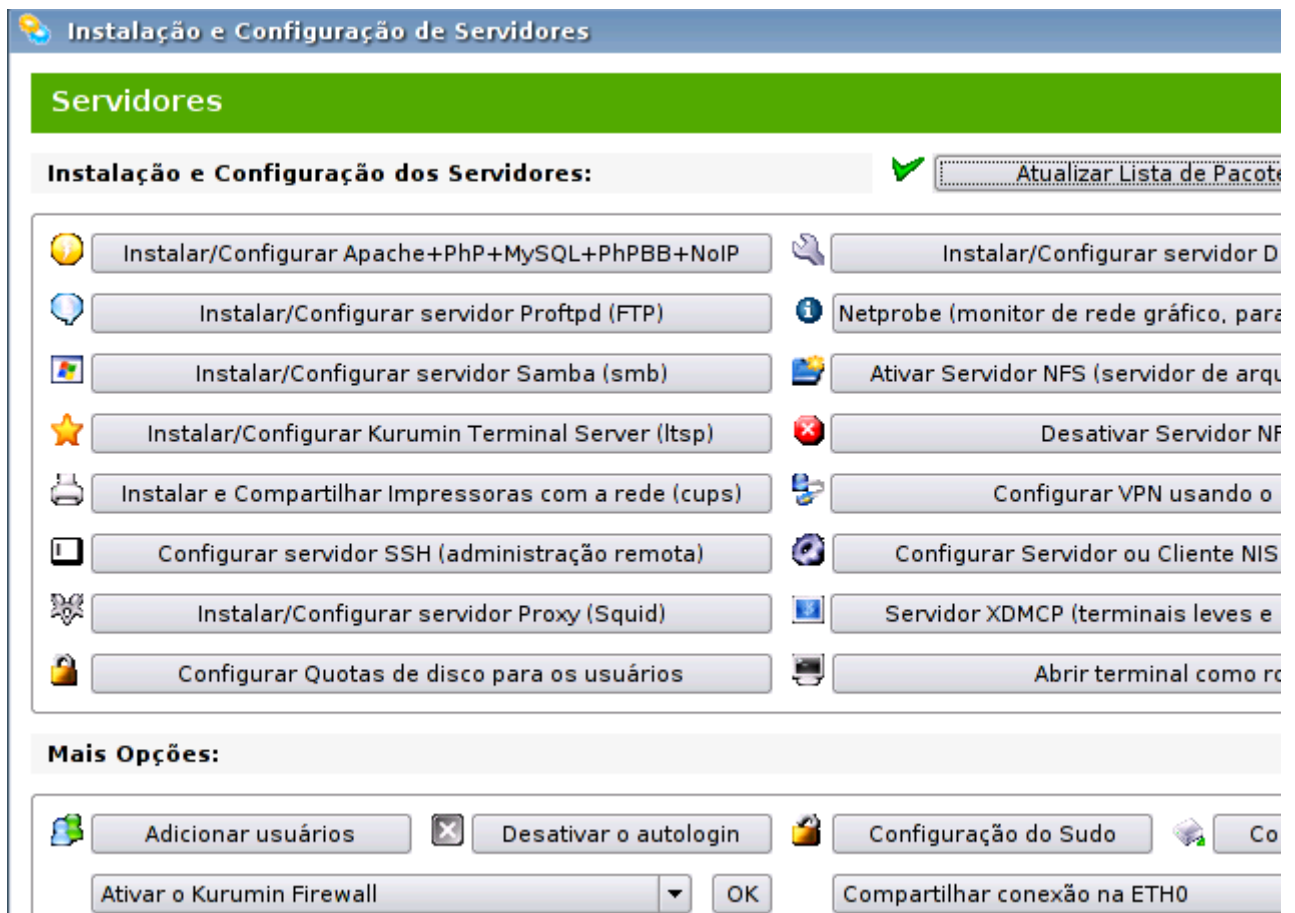 Instalação e Configuração de Servidores
Servidores
Instalação e Configuração dos Servidores:
Atualizar Lista de Pacote
Instalar/Configurar Apache+PhP+MySQL+PhPBB+NoIP
Instalar/Configurar servidor D
Instalar/Configurar servidor Proftpd (FTP)
Netprobe (monitor de rede gráfico, para
Instalar/Configurar servidor Samba (smb)
Ativar Servidor NFS (servidor de arqu
Instalar/Configurar Kurumin Terminal Server (ltsp)
Desativar Servidor NF
Instalar e Compartilhar Impressoras com a rede (cups)
Configurar VPN usando o
Configurar servidor SSH (administração remota)
Configurar Servidor ou Cliente NIS
Instalar/Configurar servidor Proxy (Squid)
Servidor XDMCP (terminais leves e
Configurar Quotas de disco para os usuários
Abrir terminal como ro
Mais Opções:
Adicionar usuários
Desativar o autologin
Configuração do Sudo
Co
Ativar o Kurumin Firewall
OK
Compartilhar conexão na ETH0